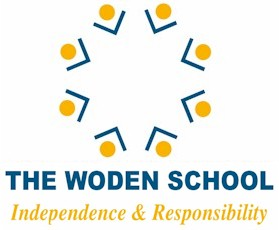 THE WODEN SCHOOL
Independence & Responsibility